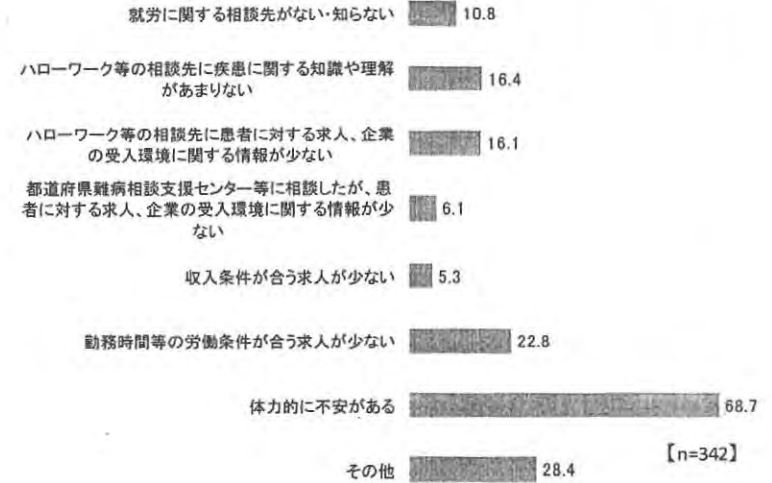 就労に関する相談先がない・知らない
10.8
ハローワーク等の相談先に疾患に関する知識や理解
があまりない
16.4
ハローワーク等の相談先に患者に対する求人、企業
の受入環境に関する情報が少ない
16.1
都道府県難病相談支援センター等に相談したが、患
者に対する求人、企業の受入環境に関する情報が少
ない
6.1
収入条件が合う求人が少ない
5.3
勤務時間等の労働条件が合う求人が少ない
22.8
体力的に不安がある
68.7
【n=342】
その他
28.4